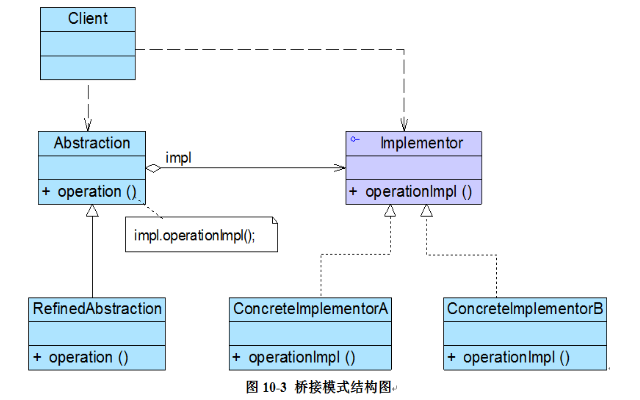 Client
Abstraction
+ operation ()
impl
Implementor
+ operationImpl ()
impl.operationImpl();
RefinedAbstraction
+ operation ()
ConcreteImplementorA
+ operationImpl ()
ConcreteImplementorB
+ operationImpl ()
图 10-3 桥接模式结构图